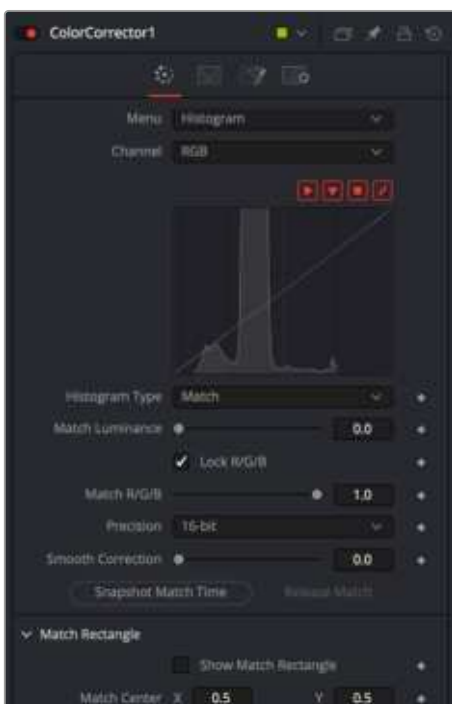 ColorCorrector1
Menu Histogram
Channel RGB
Histogram Type Match
Match Luminance 0.0
Lock R/G/B
Match R/G/B 1.0
Precision 16-bit
Smooth Correction 0.0
Snapshot Match Time Release Match
Match Rectangle
Show Match Rectangle
Match Center X 0.5 Y 0.5